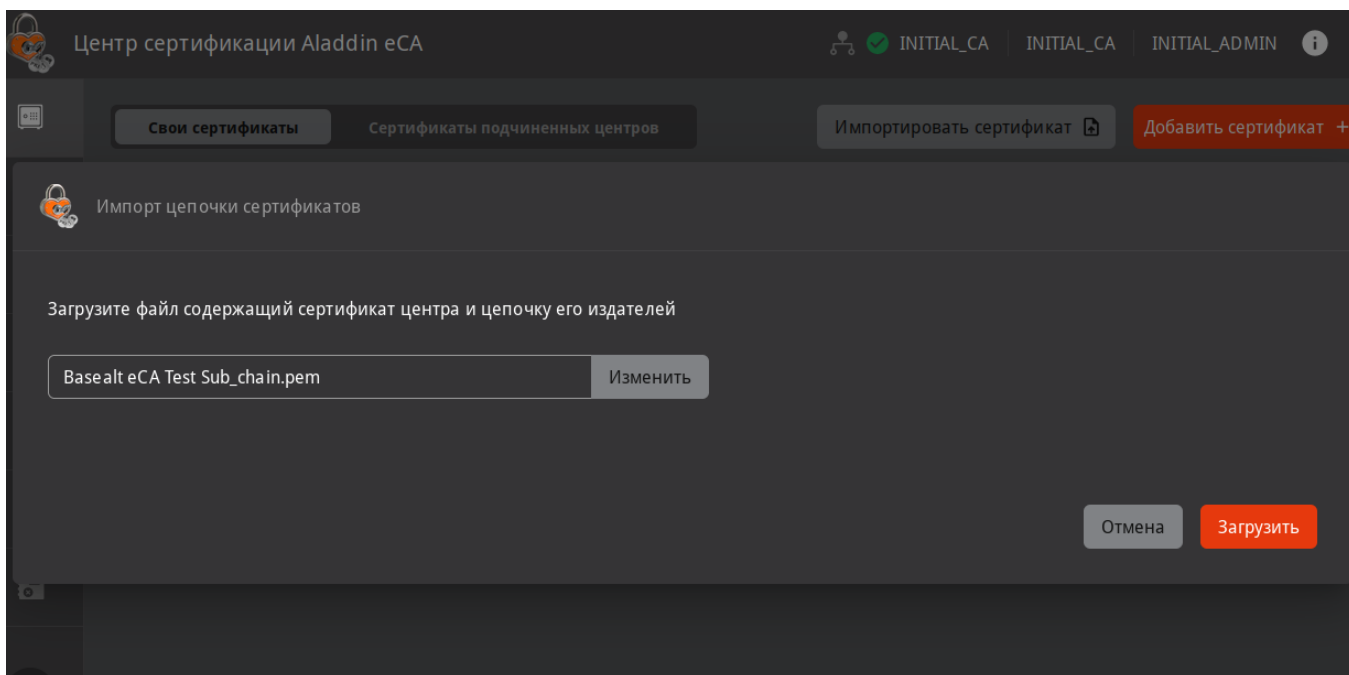 Центр сертификации Aladdin eCA
INITIAL_CA INITIAL_CA INITIAL_ADMIN
Свои сертификаты Сертификаты подчиненных центров Импортировать сертификат Добавить сертификат +
Импорт цепочки сертификатов
Загрузите файл содержащий сертификат центра и цепочку его издателей
Basealt eCA Test Sub_chain.pem Изменить
Отмена Загрузить